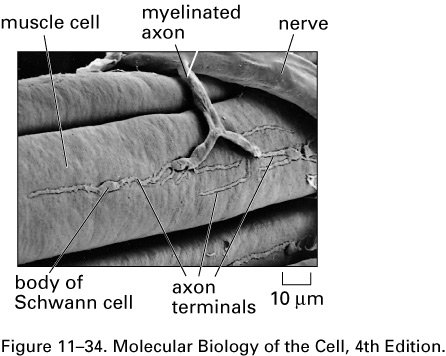 muscle cell
myelinated
axon
nerve
body of
Schwann cell
axon
terminals
10 μm
Figure 11–34. Molecular Biology of the Cell, 4th Edition.